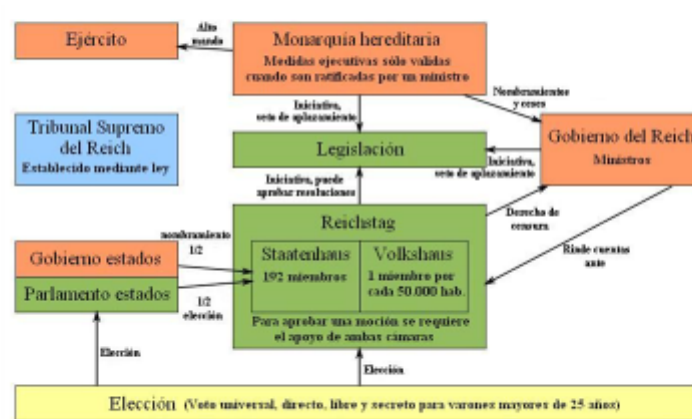 Ejército
Alto
mando
Monarquía hereditaria
Medidas ejecutivas sólo validas
cuando son ratificadas por un ministro
Iniciativa,
veto de aplazamiento
Nombramientos
y ceses
Tribunal Supremo
del Reich
Establecido mediante ley
Legislación
Iniciativa,
veto de aplazamiento
Gobierno del Reich
Ministros
Iniciativa, puede
aprobar resoluciones
Reichstag
Derecho de
censura
Rinde cuentas
ante
nombramiento
1/2
Gobierno estados
Parlamento estados
1/2
elección
Staatenhaus
192 miembros
Volkshaus
1 miembro por
cada 50.000 hab.
Para aprobar una moción se requiere
el apoyo de ambas cámaras
Elección
Elección
Elección (Voto universal, directo, libre y secreto para varones mayores de 25 años)